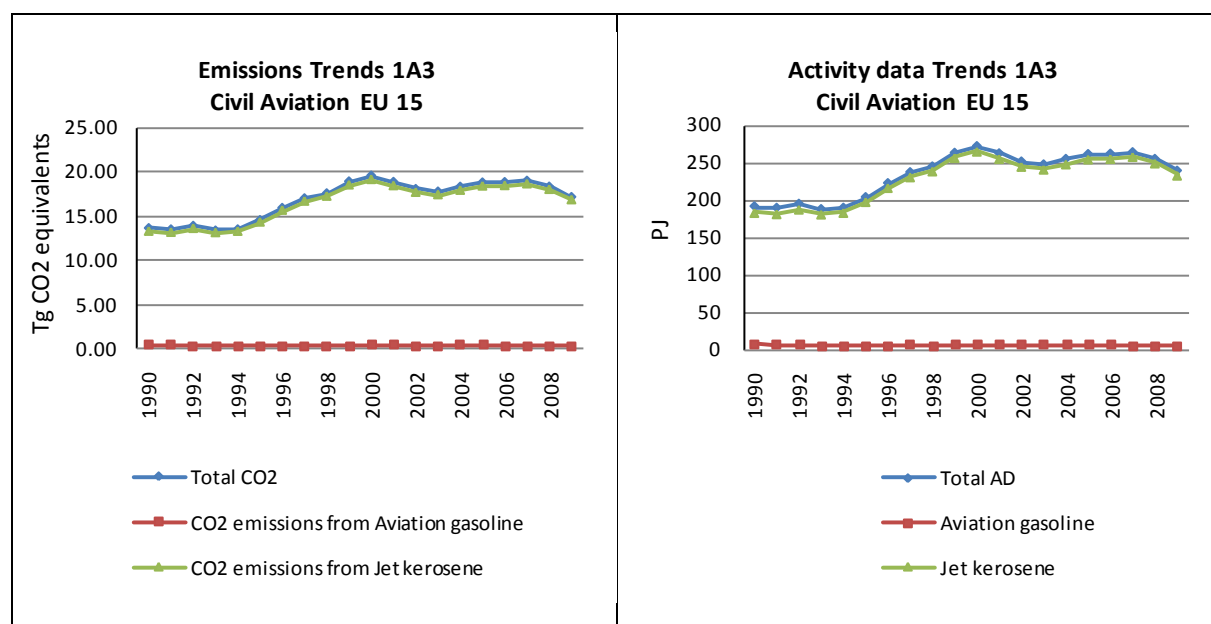 Emissions Trends 1A3
Civil Aviation EU 15
Tg CO2 equivalents
25.00
20.00
15.00
10.00
5.00
0.00
1990
1992
1994
1996
1998
2000
2002
2004
2006
2008
Total CO2
CO2 emissions from Aviation gasoline
CO2 emissions from Jet kerosene
Activity data Trends 1A3
Civil Aviation EU 15
PJ
300
250
200
150
100
50
0
1990
1992
1994
1996
1998
2000
2002
2004
2006
2008
Total AD
Aviation gasoline
Jet kerosene